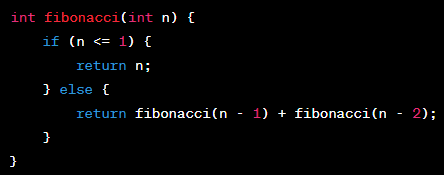 int fibonacci(int n) {
    if (n <= 1) {
        return n;
    } else {
        return fibonacci(n - 1) + fibonacci(n - 2);
    }
}